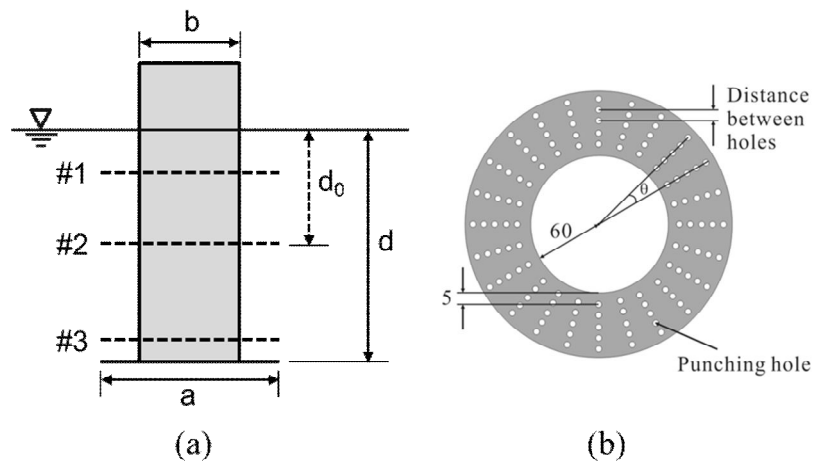 b
#1
#2
#3
d₀
d
a
(a)
Distance
between
holes
θ
60
5
Punching hole
(b)